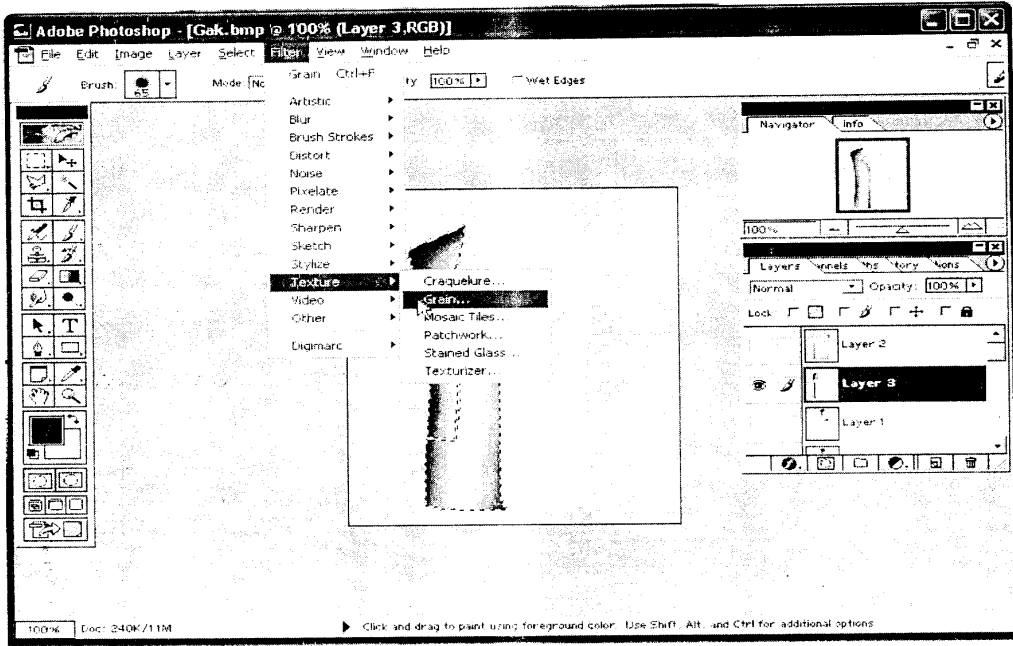 Adobe Photoshop - [Gak.bmp @ 100% (Layer 3,RGB)]
File Edit Image Layer Select Filter View Window Help
Brush: 65 Mode: 100% Wet Edges
Grain Ctrl+F
Artistic
Blur
Brush Strokes
Distort
Noise
Pixelate
Render
Sharpen
Sketch
Stylize
Texture
Video
Other
Digimarc
Craquelure...
Grain...
Mosaic Tiles...
Patchwork...
Stained Glass...
Texturizer...
Navigator Info
100%
Layers
Normal Opacity: 100%
Lock:
Layer 2
Layer 3
Layer 1
100% Doc: 340K/11M Click and drag to paint using foreground color. Use Shift, Alt, and Ctrl for additional options